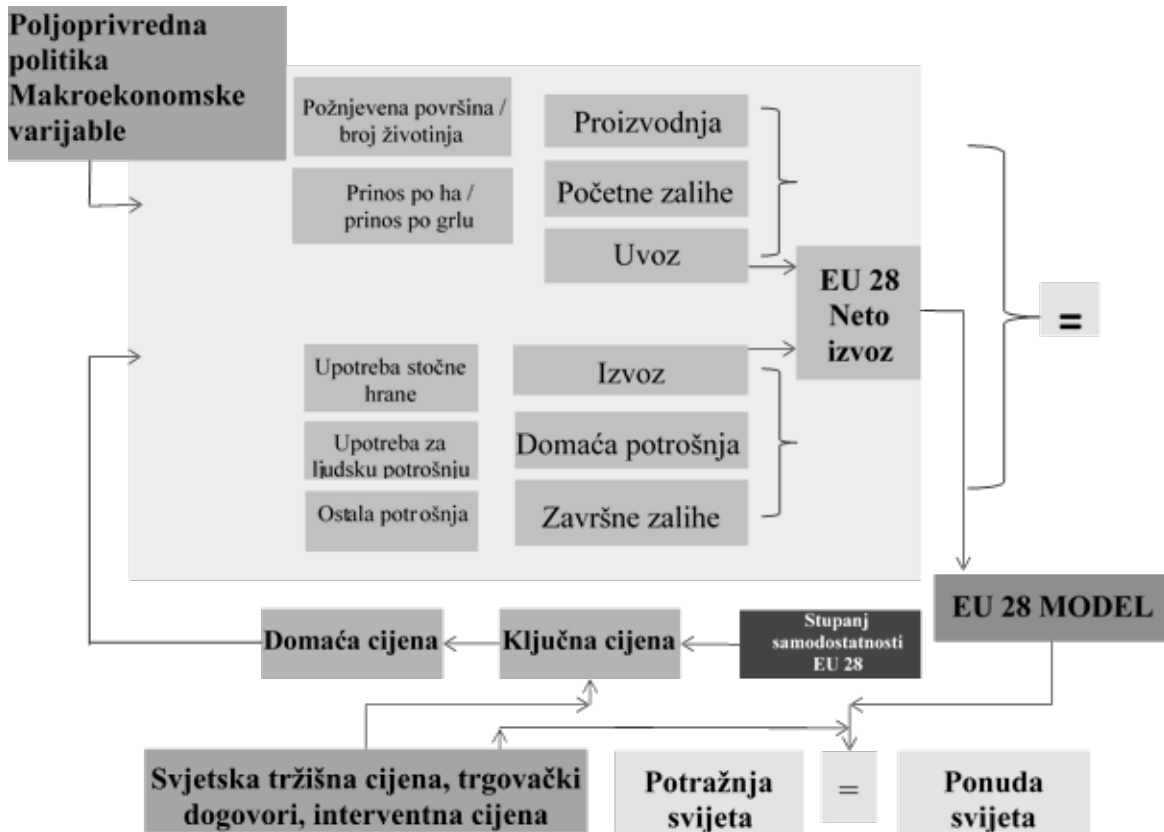 Poljoprivredna
politika
Makroekonomske
varijable
Požnjevena površina /
broj životinja
Prinos po ha /
prinos po grlu
Proizvodnja
Početne zalihe
Uvoz
EU 28
Neto
izvoz
=
Upotreba stočne
hrane
Upotreba za
ljudsku potrošnju
Ostala potrošnja
Izvoz
Domaća potrošnja
Završne zalihe
EU 28 MODEL
Domaća cijena
Ključna cijena
Stupanj
samodostatnosti
EU 28
Svjetska tržišna cijena, trgovački
dogovori, interventna cijena
Potražnja
svijeta
=
Ponuda
svijeta